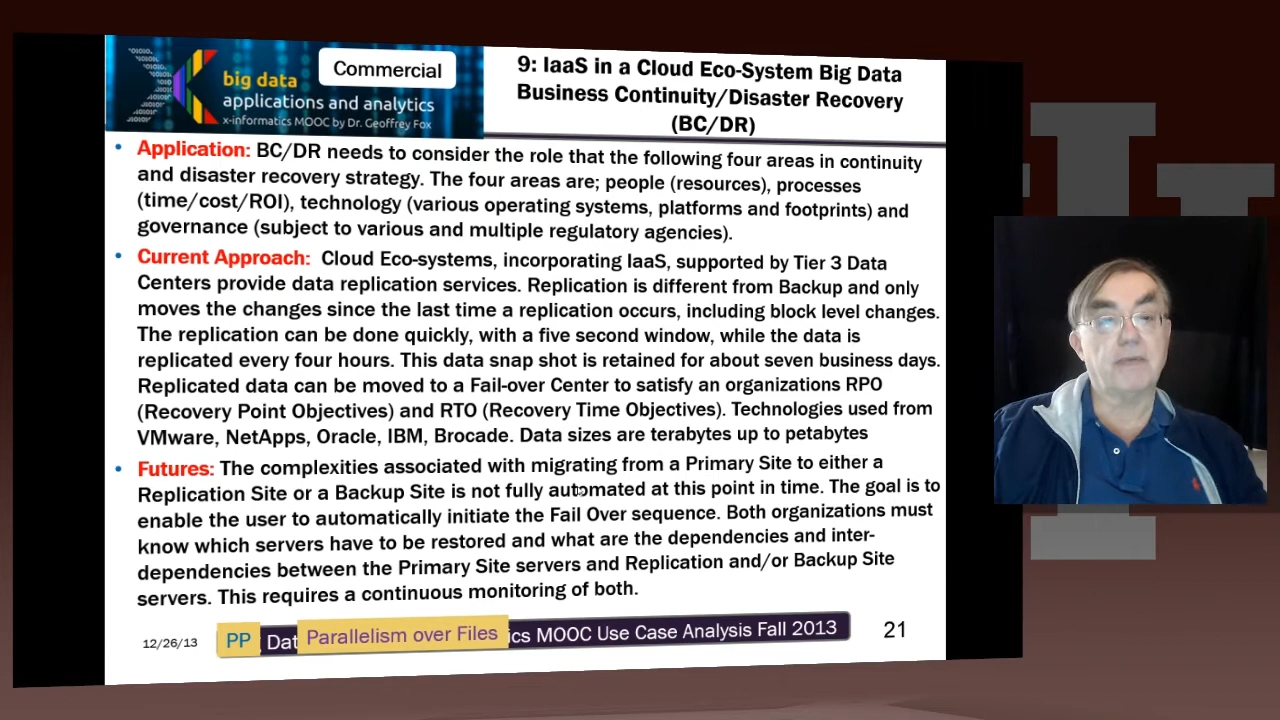 Commercial
big data
applications and analytics
x-informatics MOOC by Dr. Geoffrey Fox
9: IaaS in a Cloud Eco-System Big Data
Business Continuity/Disaster Recovery
(BC/DR)
• Application: BC/DR needs to consider the role that the following four areas in continuity
and disaster recovery strategy. The four areas are; people (resources), processes
(time/cost/ROI), technology (various operating systems, platforms and footprints) and
governance (subject to various and multiple regulatory agencies).
• Current Approach: Cloud Eco-systems, incorporating IaaS, supported by Tier 3 Data
Centers provide data replication services. Replication is different from Backup and only
moves the changes since the last time a replication occurs, including block level changes.
The replication can be done quickly, with a five second window, while the data is
replicated every four hours. This data snap shot is retained for about seven business days.
Replicated data can be moved to a Fail-over Center to satisfy an organizations RPO
(Recovery Point Objectives) and RTO (Recovery Time Objectives). Technologies used from
VMware, NetApps, Oracle, IBM, Brocade. Data sizes are terabytes up to petabytes
• Futures: The complexities associated with migrating from a Primary Site to either a
Replication Site or a Backup Site is not fully automated at this point in time. The goal is to
enable the user to automatically initiate the Fail Over sequence. Both organizations must
know which servers have to be restored and what are the dependencies and inter-
dependencies between the Primary Site servers and Replication and/or Backup Site
servers. This requires a continuous monitoring of both.
12/26/13 PP Dat Parallelism over Files ics MOOC Use Case Analysis Fall 2013 21